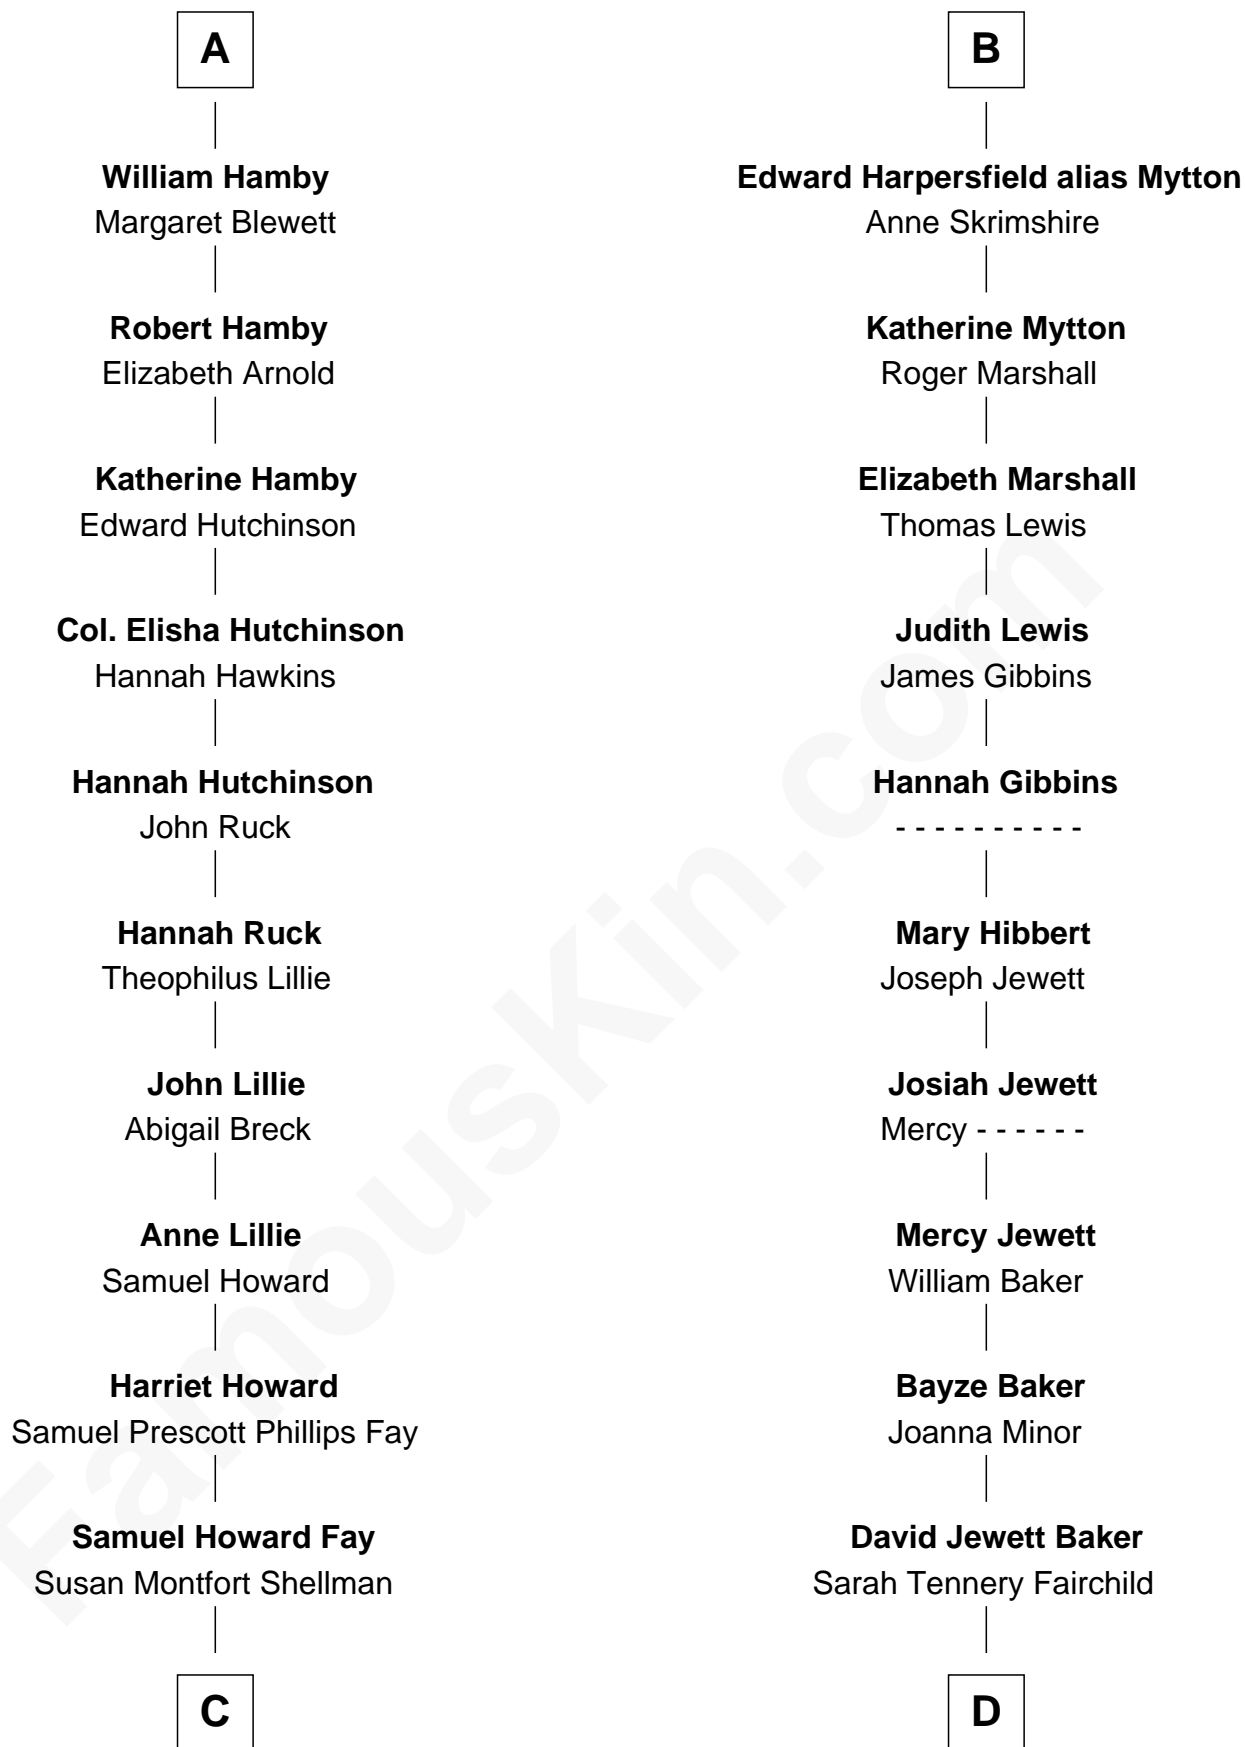 A
William Hamby
Margaret Blewett
Robert Hamby
Elizabeth Arnold
Katherine Hamby
Edward Hutchinson
Col. Elisha Hutchinson
Hannah Hawkins
Hannah Hutchinson
John Ruck
Hannah Ruck
Theophilus Lillie
John Lillie
Abigail Breck
Anne Lillie
Samuel Howard
Harriet Howard
Samuel Prescott Phillips Fay
Samuel Howard Fay
Susan Montfort Shellman
C
B
Edward Harpersfield alias Mytton
Anne Skrimshire
Katherine Mytton
Roger Marshall
Elizabeth Marshall
Thomas Lewis
Judith Lewis
James Gibbins
Hannah Gibbins
- - - - - - - - - -
Mary Hibbert
Joseph Jewett
Josiah Jewett
Mercy - - - - - -
Mercy Jewett
William Baker
Bayze Baker
Joanna Minor
David Jewett Baker
Sarah Tennery Fairchild
D
FamousKin.com